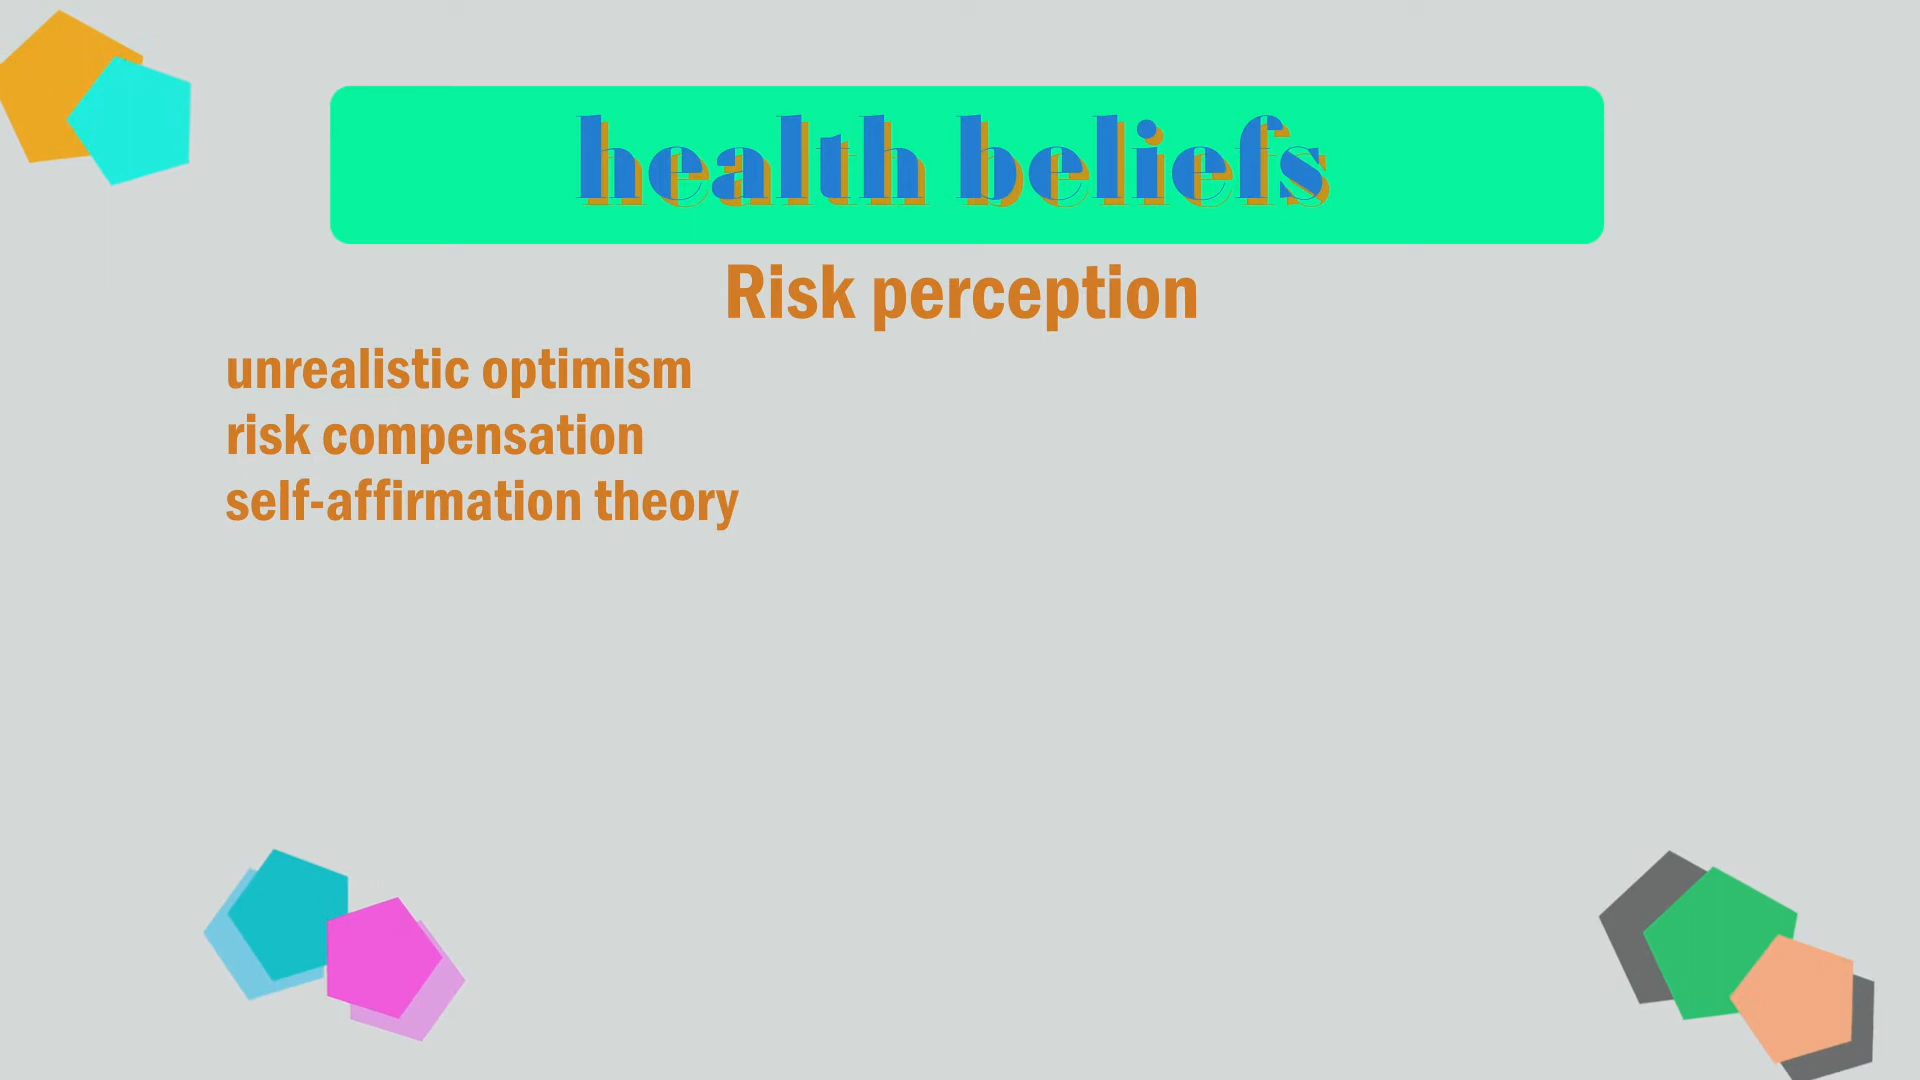 health beliefs
Risk perception
unrealistic optimism
risk compensation
self-affirmation theory